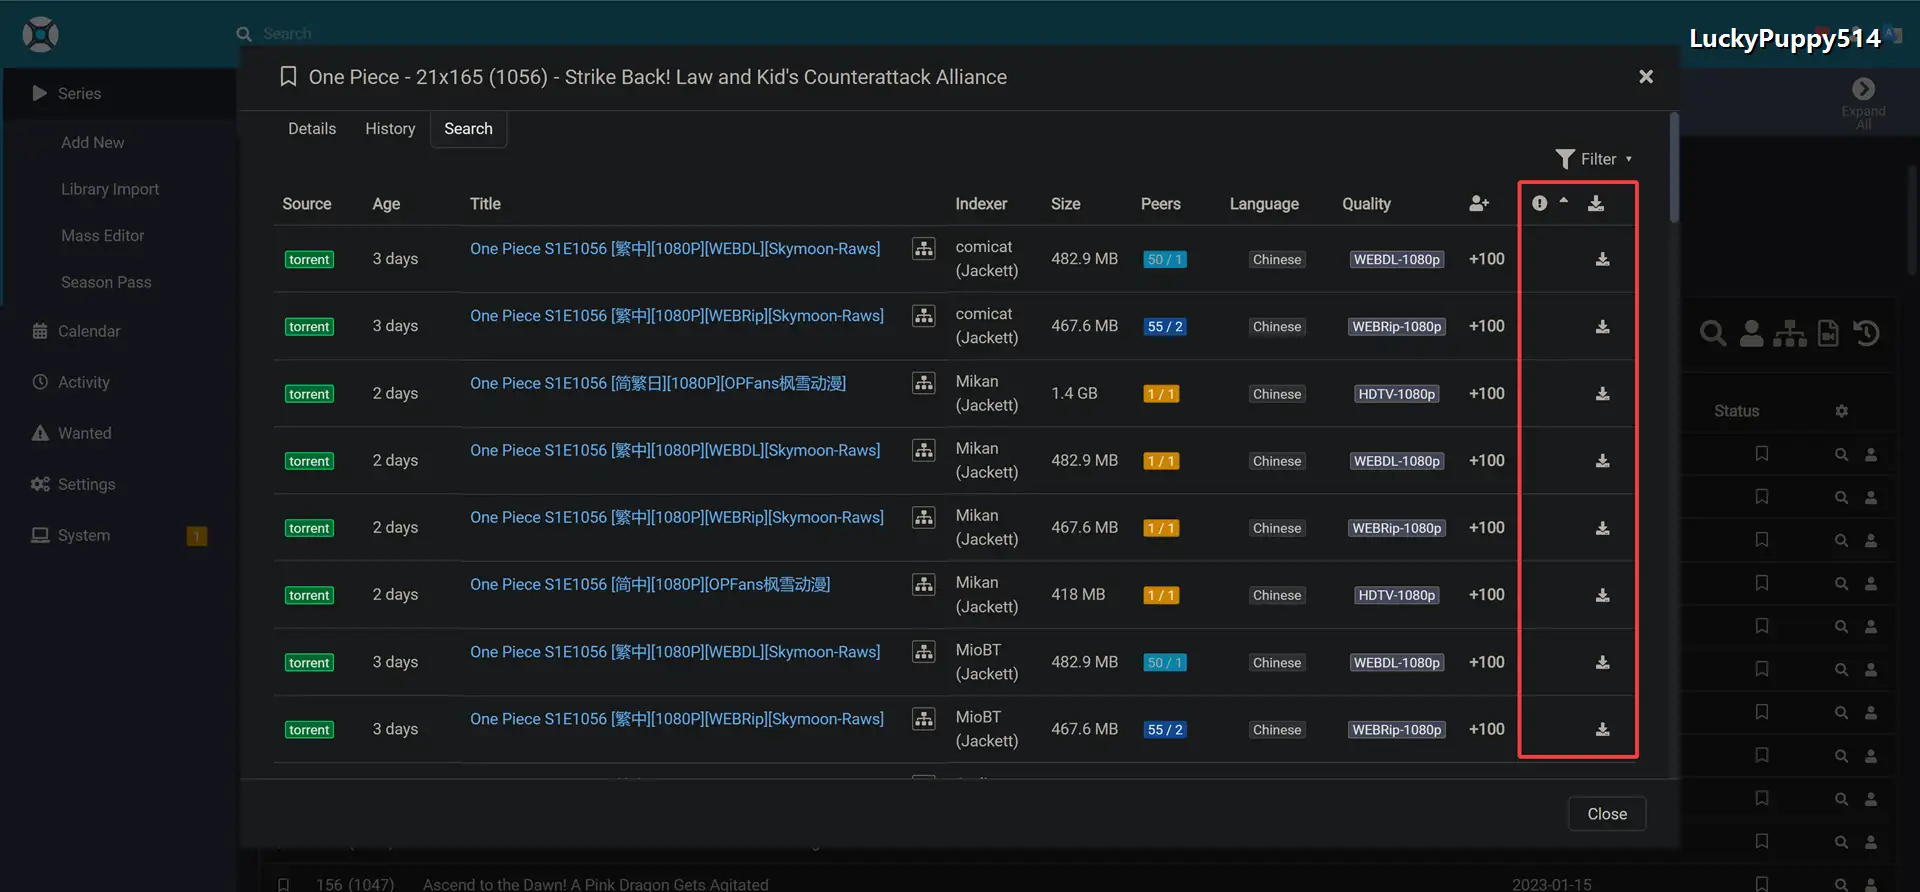 Search
LuckyPuppy514
One Piece - 21x165 (1056) - Strike Back! Law and Kid's Counterattack Alliance
Series
Add New
Library Import
Mass Editor
Season Pass
Calendar
Activity
Wanted
Settings
System 1
Expand
All
Details History Search
Filter
Source Age Title Indexer Size Peers Language Quality
torrent 3 days One Piece S1E1056 [繁中][1080P][WEBDL][Skymoon-Raws] comicat (Jackett) 482.9 MB 50 / 1 Chinese WEBDL-1080p +100
torrent 3 days One Piece S1E1056 [繁中][1080P][WEBRip][Skymoon-Raws] comicat (Jackett) 467.6 MB 55 / 2 Chinese WEBRip-1080p +100
torrent 2 days One Piece S1E1056 [简繁日][1080P][OPFans枫雪动漫] Mikan (Jackett) 1.4 GB 1 / 1 Chinese HDTV-1080p +100
torrent 2 days One Piece S1E1056 [繁中][1080P][WEBDL][Skymoon-Raws] Mikan (Jackett) 482.9 MB 1 / 1 Chinese WEBDL-1080p +100
torrent 2 days One Piece S1E1056 [繁中][1080P][WEBRip][Skymoon-Raws] Mikan (Jackett) 467.6 MB 1 / 1 Chinese WEBRip-1080p +100
torrent 2 days One Piece S1E1056 [简中][1080P][OPFans枫雪动漫] Mikan (Jackett) 418 MB 1 / 1 Chinese HDTV-1080p +100
torrent 3 days One Piece S1E1056 [繁中][1080P][WEBDL][Skymoon-Raws] MioBT (Jackett) 482.9 MB 50 / 1 Chinese WEBDL-1080p +100
torrent 3 days One Piece S1E1056 [繁中][1080P][WEBRip][Skymoon-Raws] MioBT (Jackett) 467.6 MB 55 / 2 Chinese WEBRip-1080p +100
Status
Close
156 (1047) Ascend to the Dawn! A Pink Dragon Gets Agitated 2023-01-15